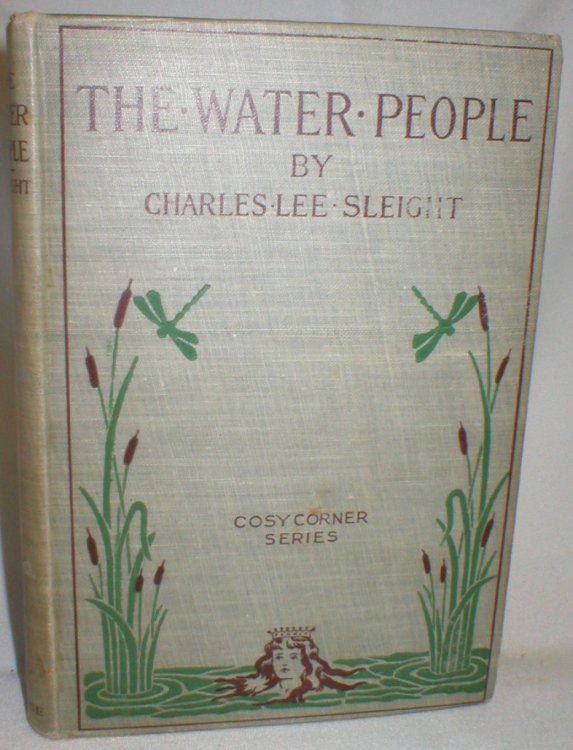 THE·WATER·PEOPLE
BY
CHARLES·LEE·SLEIGHT
COSY CORNER
SERIES